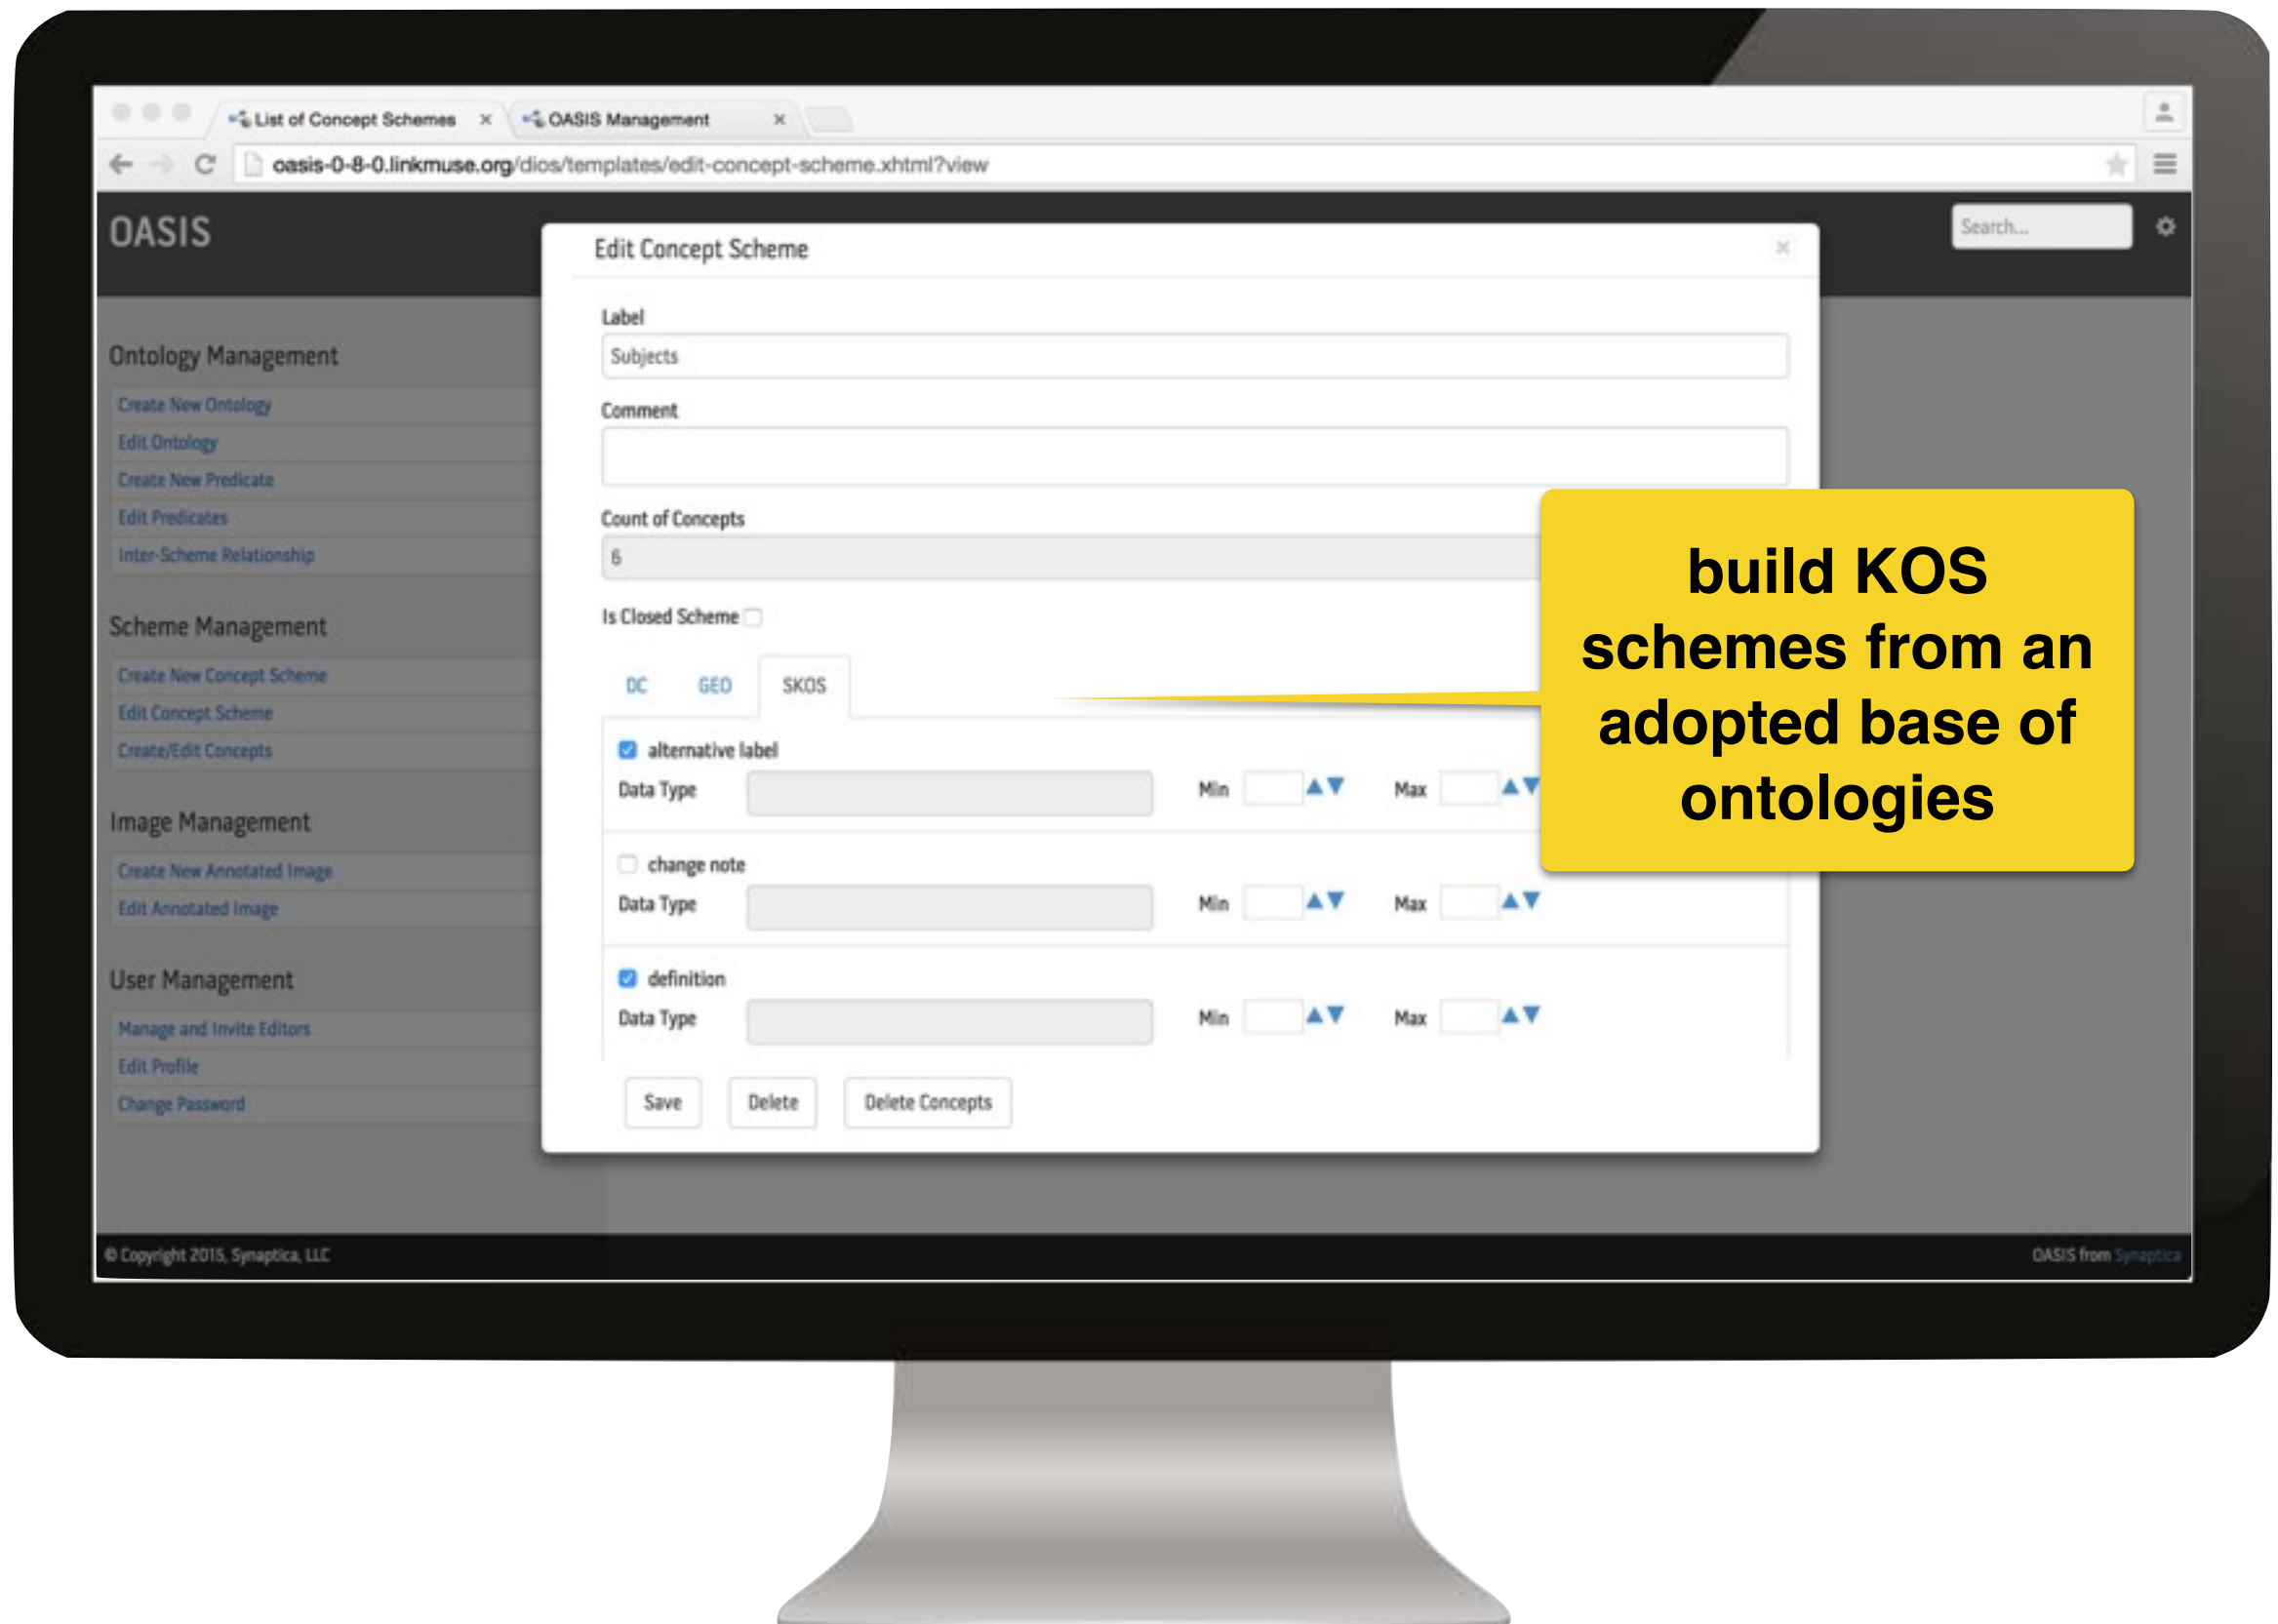 List of Concept Schemes
OASIS Management
oasis-0-8-0.linkmuse.org/dios/templates/edit-concept-scheme.xhtml?view
OASIS
Search...
Edit Concept Scheme
Label
Subjects
Comment
Count of Concepts
6
Is Closed Scheme
DC GEO SKOS
alternative label
Data Type Min Max
change note
Data Type Min Max
definition
Data Type Min Max
Save Delete Delete Concepts
Ontology Management
Create New Ontology
Edit Ontology
Create New Predicate
Edit Predicates
Inter-Scheme Relationship
Scheme Management
Create New Concept Scheme
Edit Concept Scheme
Create/Edit Concepts
Image Management
Create New Annotated Image
Edit Annotated Image
User Management
Manage and Invite Editors
Edit Profile
Change Password
build KOS
schemes from an
adopted base of
ontologies
© Copyright 2015, Synaptica, LLC
OASIS from Synaptica